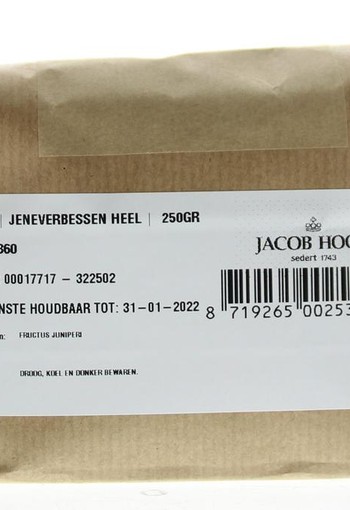 | JENEVERBESSEN HEEL | 250GR
360
00017717 – 322502
NSTE HOUDBAAR TOT: 31-01-2022
n: FRUCTUS JUNIPERI
DROOG, KOEL EN DONKER BEWAREN.
JACOB HOO
sedert 1743
8 719265 00253